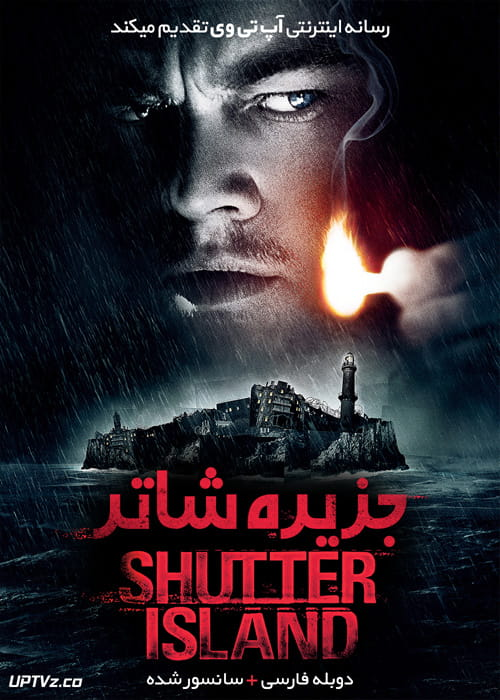 رسانه اینترنتی آپ تی وی تقدیم میکند
جزیره شاتر
SHUTTER
ISLAND
دوبله فارسی + سانسور شده
UPTVz.co